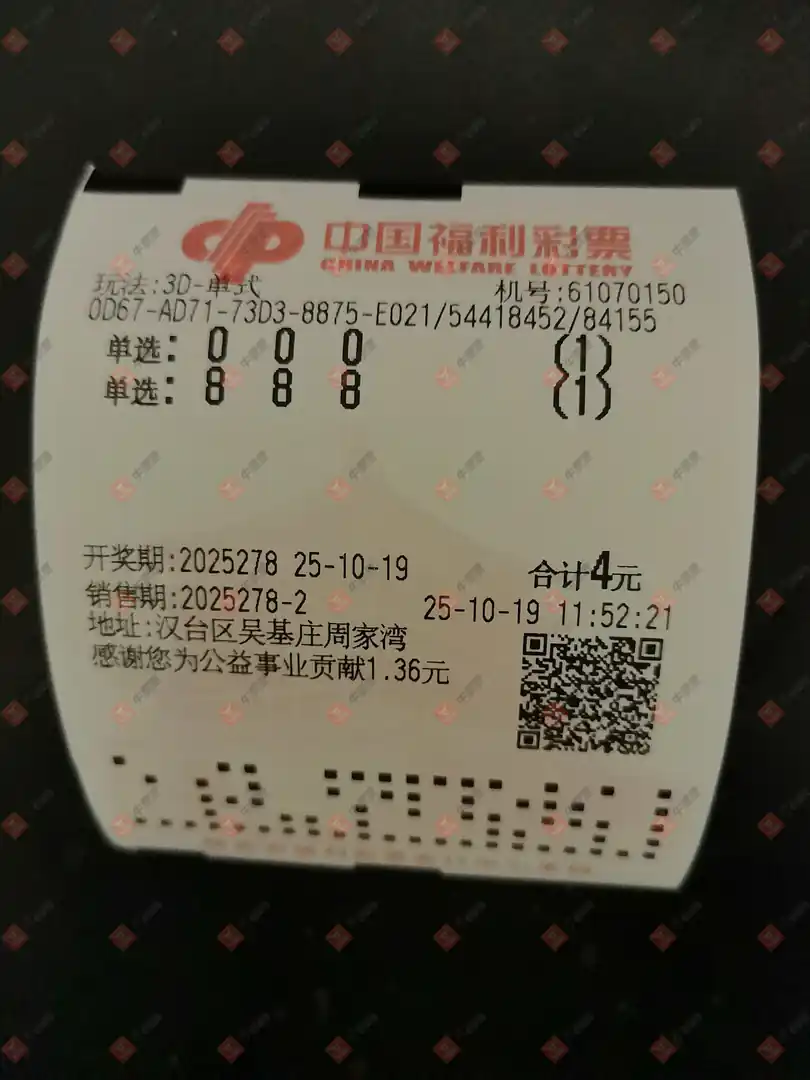 中国福利彩票
CHINA WELFARE LOTTERY
玩法:3D-单式 机号:61070150
0D67-AD71-73D3-8875-E021/54418452/84155
单选: 0 0 0 (1)
单选: 8 8 8 (1)
开奖期:2025278 25-10-19 合计4元
销售期:2025278-2 25-10-19 11:52:21
地址:汉台区吴基庄周家湾
感谢您为公益事业贡献1.36元